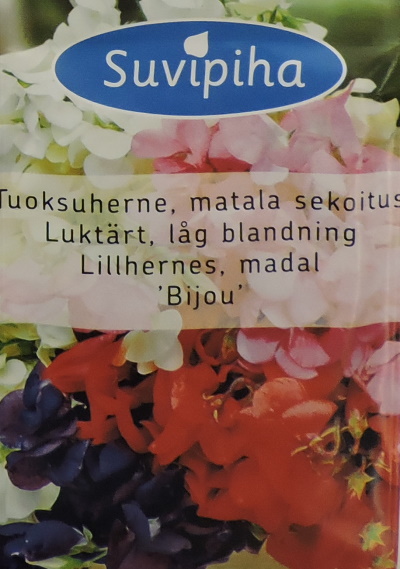 Suvipiha
Tuoksuherne, matala sekoitus
Luktärt, låg blandning
Lillhernes, madal
'Bijou'